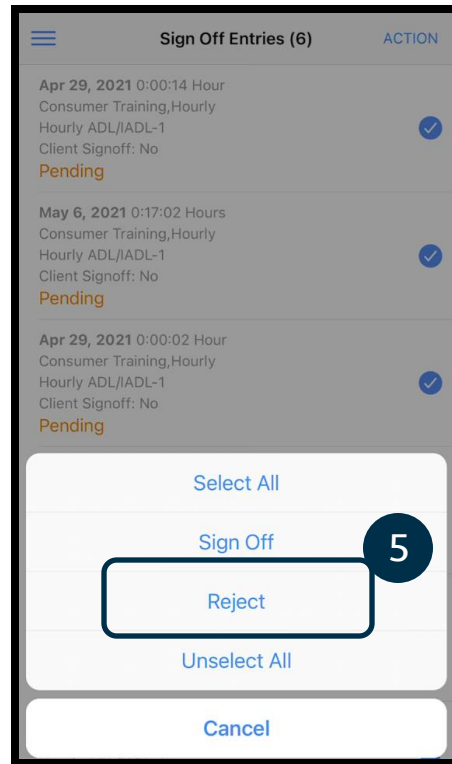 Sign Off Entries (6)
ACTION
Apr 29, 2021 0:00:14 Hour
Consumer Training,Hourly
Hourly ADL/IADL-1
Client Signoff: No
Pending
May 6, 2021 0:17:02 Hours
Consumer Training,Hourly
Hourly ADL/IADL-1
Client Signoff: No
Pending
Apr 29, 2021 0:00:02 Hour
Consumer Training,Hourly
Hourly ADL/IADL-1
Client Signoff: No
Pending
Select All
Sign Off
5
Reject
Unselect All
Cancel